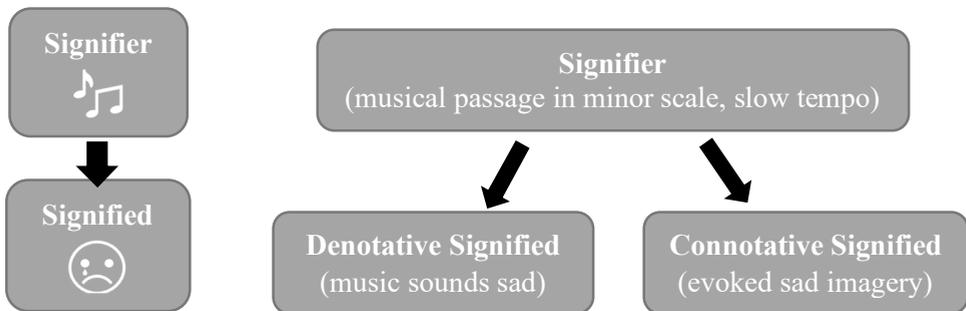 Signifier
Signified
Signifier
(musical passage in minor scale, slow tempo)
Denotative Signified
(music sounds sad)
Connotative Signified
(evoked sad imagery)